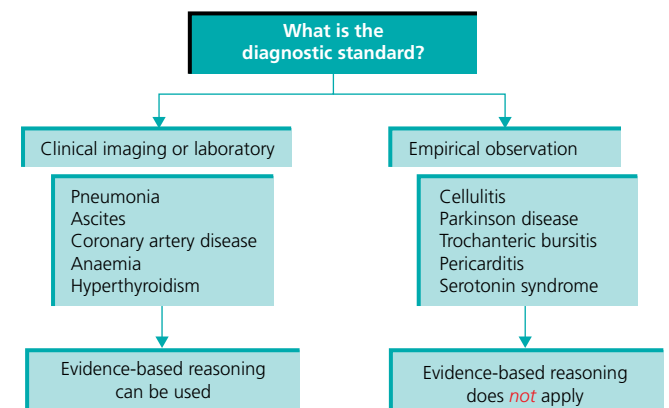 What is the
diagnostic standard?
Clinical imaging or laboratory
Pneumonia
Ascites
Coronary artery disease
Anaemia
Hyperthyroidism
Evidence-based reasoning
can be used
Empirical observation
Cellulitis
Parkinson disease
Trochanteric bursitis
Pericarditis
Serotonin syndrome
Evidence-based reasoning
does not apply